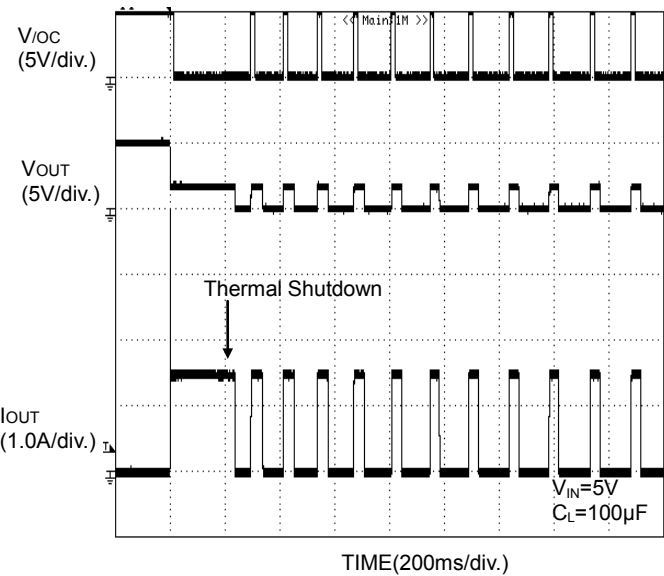 V/OC
(5V/div.)
<< Main:1M >>
VOUT
(5V/div.)
Thermal Shutdown
IOUT
(1.0A/div.)
VIN=5V
CL=100µF
TIME(200ms/div.)